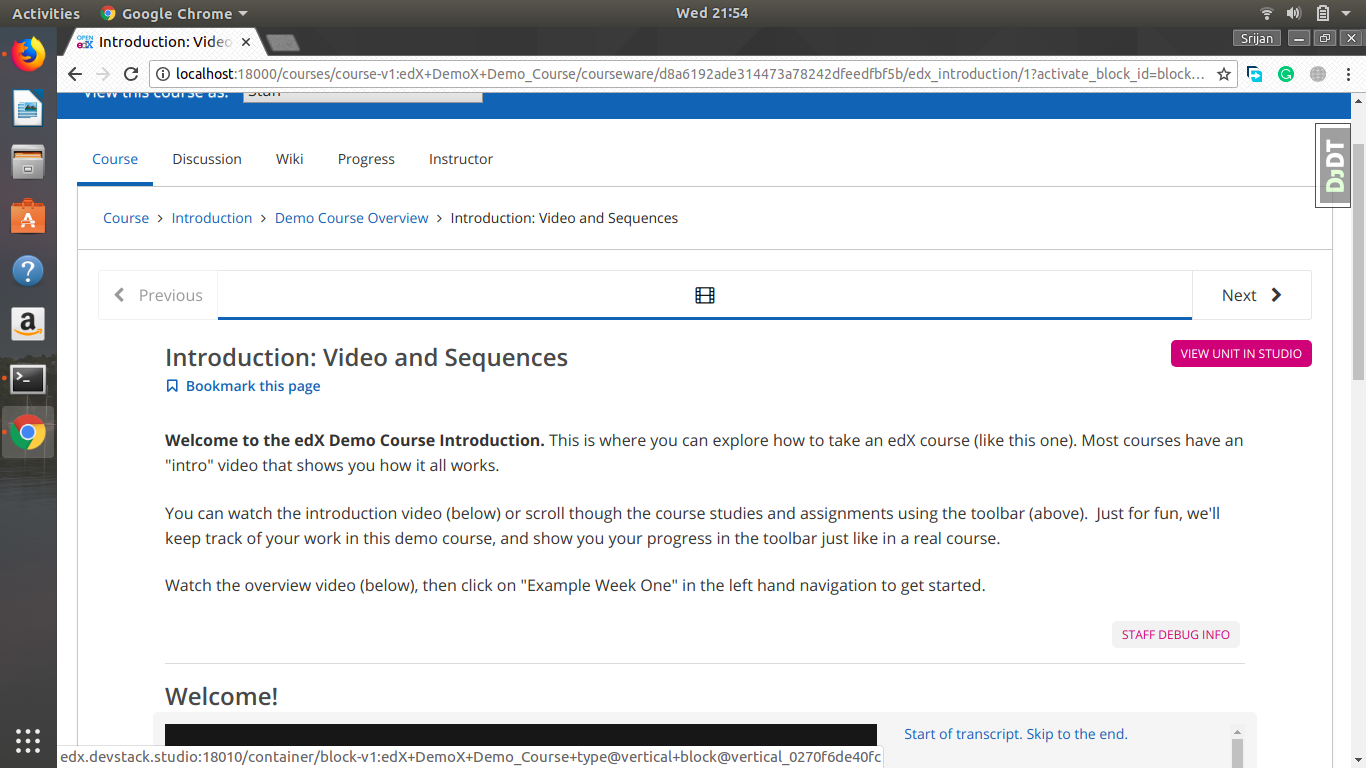 Activities Google Chrome Wed 21:54
OPEN edX Introduction: Video Srijan
localhost:18000/courses/course-v1:edX+DemoX+Demo_Course/courseware/d8a6192ade314473a78242dfeedfbf5b/edx_introduction/1?activate_block_id=block...
View this course as: Staff
Course Discussion Wiki Progress Instructor
DjDT
Course > Introduction > Demo Course Overview > Introduction: Video and Sequences
Previous Next
Introduction: Video and Sequences VIEW UNIT IN STUDIO
Bookmark this page
Welcome to the edX Demo Course Introduction. This is where you can explore how to take an edX course (like this one). Most courses have an
"intro" video that shows you how it all works.
You can watch the introduction video (below) or scroll though the course studies and assignments using the toolbar (above). Just for fun, we'll
keep track of your work in this demo course, and show you your progress in the toolbar just like in a real course.
Watch the overview video (below), then click on "Example Week One" in the left hand navigation to get started.
STAFF DEBUG INFO
Welcome!
Start of transcript. Skip to the end.
edx.devstack.studio:18010/container/block-v1:edX+DemoX+Demo_Course+type@vertical+block@vertical_0270f6de40fc